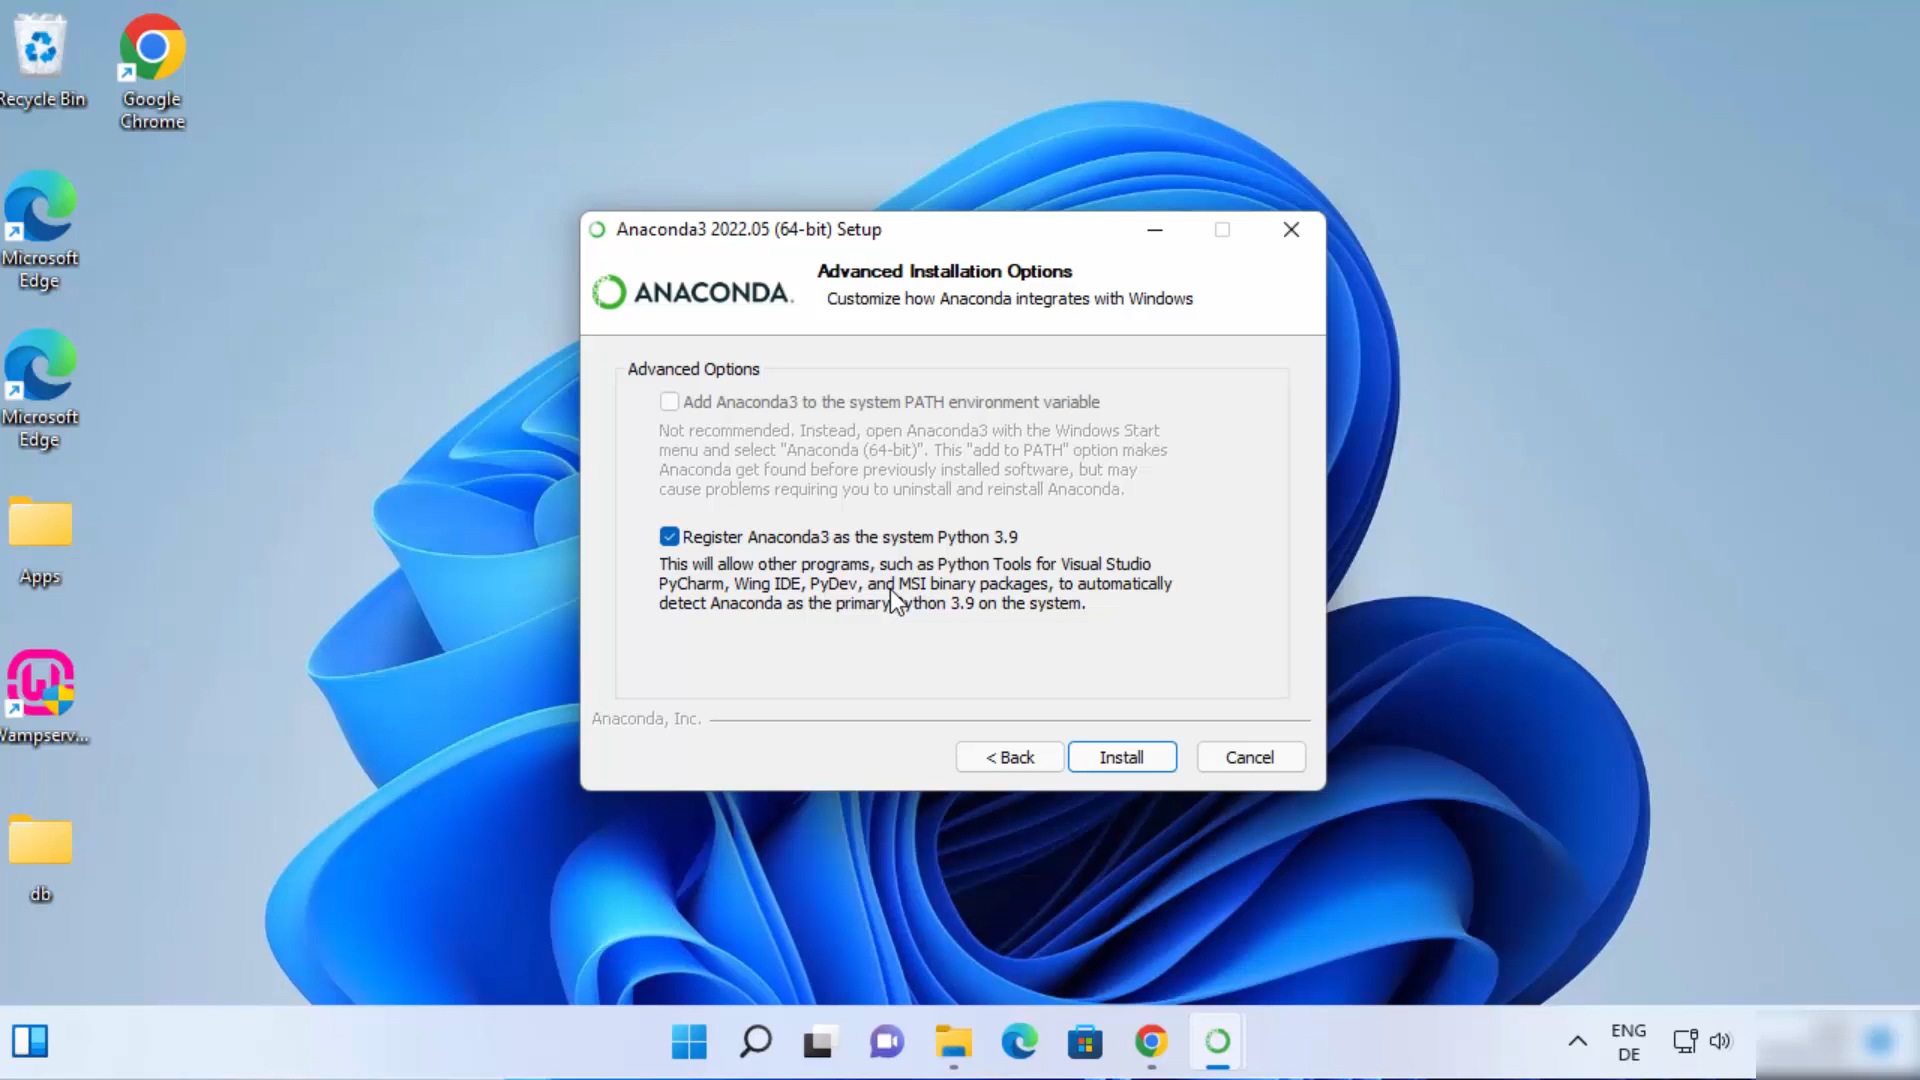 Recycle Bin
Google
Chrome
Microsoft
Edge
Microsoft
Edge
Apps
Wampserv...
db
Anaconda3 2022.05 (64-bit) Setup
ANACONDA.
Advanced Installation Options
Customize how Anaconda integrates with Windows
Advanced Options
Add Anaconda3 to the system PATH environment variable
Not recommended. Instead, open Anaconda3 with the Windows Start
menu and select "Anaconda (64-bit)". This "add to PATH" option makes
Anaconda get found before previously installed software, but may
cause problems requiring you to uninstall and reinstall Anaconda.
Register Anaconda3 as the system Python 3.9
This will allow other programs, such as Python Tools for Visual Studio
PyCharm, Wing IDE, PyDev, and MSI binary packages, to automatically
detect Anaconda as the primary Python 3.9 on the system.
Anaconda, Inc.
< Back
Install
Cancel
ENG
DE